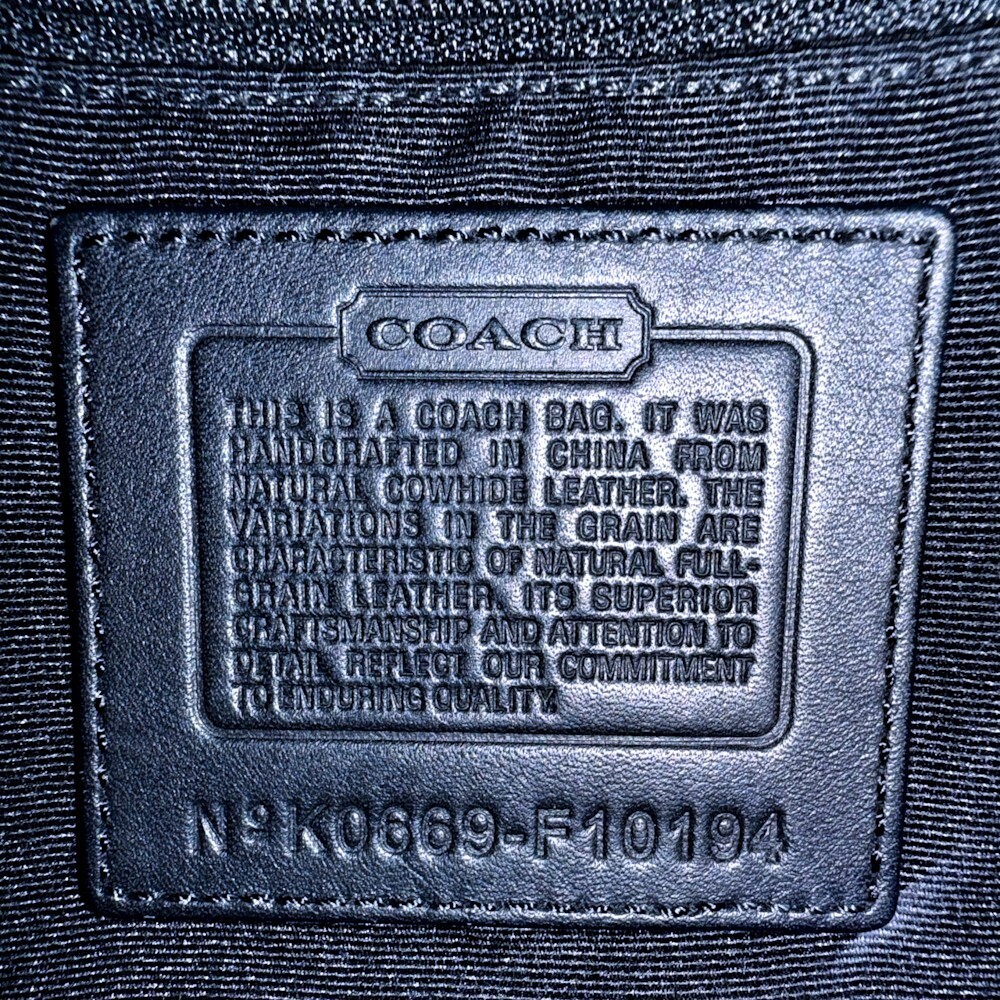 COACH
THIS IS A COACH BAG. IT WAS
HANDCRAFTED IN CHINA FROM
NATURAL COWHIDE LEATHER. THE
VARIATIONS IN THE GRAIN ARE
CHARACTERISTIC OF NATURAL FULL-
GRAIN LEATHER. ITS SUPERIOR
CRAFTSMANSHIP AND ATTENTION TO
DETAIL REFLECT OUR COMMITMENT
TO ENDURING QUALITY.
Nº K0669-F10194